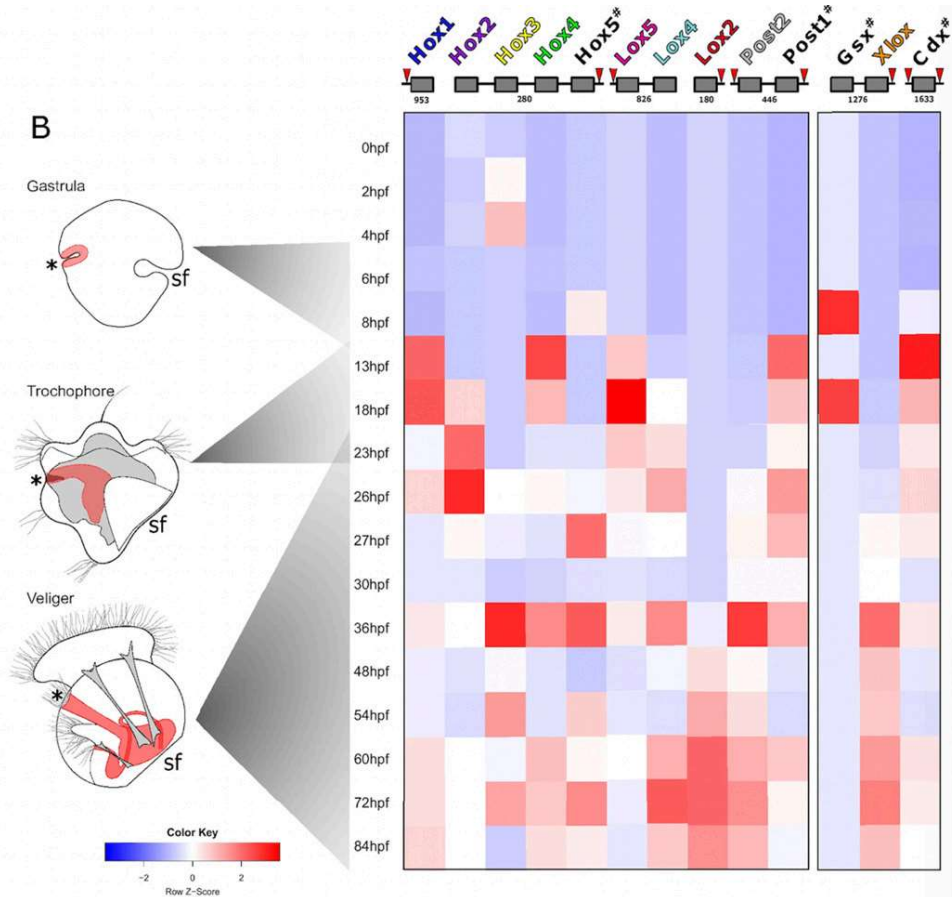 Hox1 Hox2 Hox3 Hox4 Hox5# Lox5 Lox4 Lox2 Post2 Post1# Gsx# Xlox Cdx#
953 280 826 180 445 1276 1633
B
Gastrula
* sf
Trochophore
* sf
Veliger
* sf
0hpf
2hpf
4hpf
6hpf
8hpf
13hpf
18hpf
23hpf
26hpf
27hpf
30hpf
36hpf
48hpf
54hpf
60hpf
72hpf
84hpf
Color Key
−2 0 2
Row Z−Score